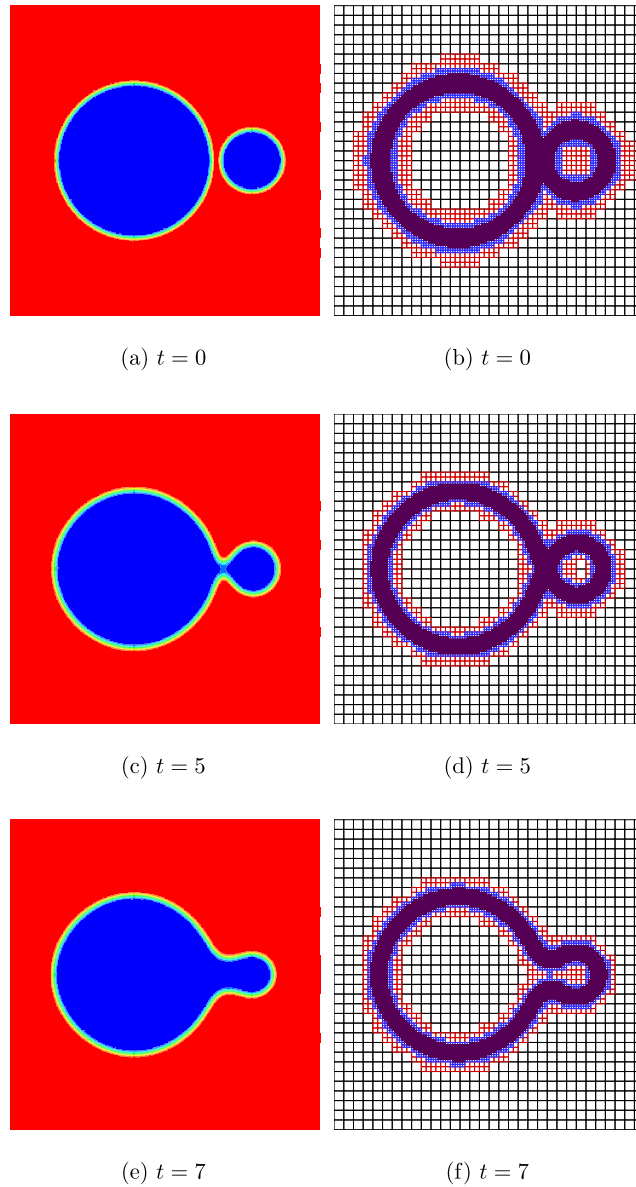 (a) t = 0
(b) t = 0
(c) t = 5
(d) t = 5
(e) t = 7
(f) t = 7